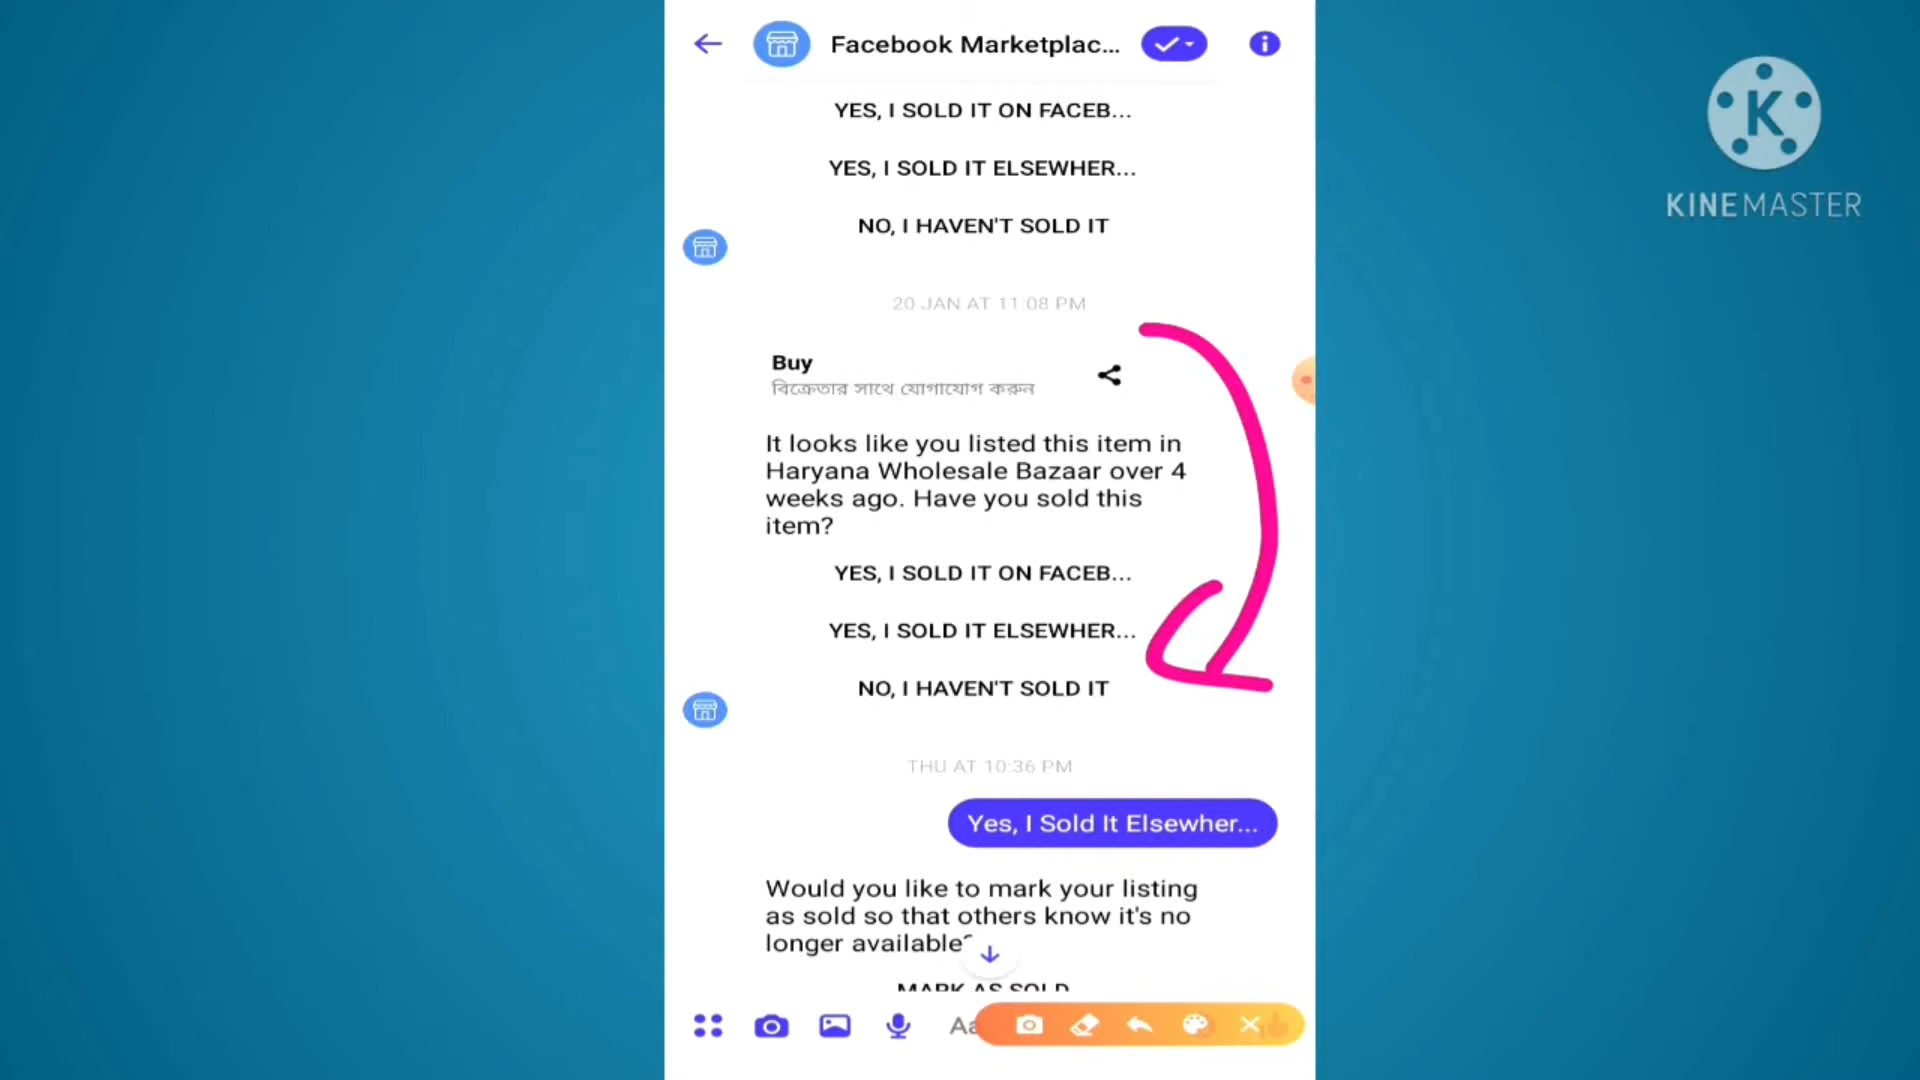 Facebook Marketplac...
KINEMASTER
YES, I SOLD IT ON FACEB...
YES, I SOLD IT ELSEWHER...
NO, I HAVEN'T SOLD IT
20 JAN AT 11:08 PM
Buy
বিক্রেতার সাথে যোগাযোগ করুন
It looks like you listed this item in
Haryana Wholesale Bazaar over 4
weeks ago. Have you sold this
item?
YES, I SOLD IT ON FACEB...
YES, I SOLD IT ELSEWHER...
NO, I HAVEN'T SOLD IT
THU AT 10:36 PM
Yes, I Sold It Elsewher...
Would you like to mark your listing
as sold so that others know it's no
longer available?
MARK AS SOLD
Aa